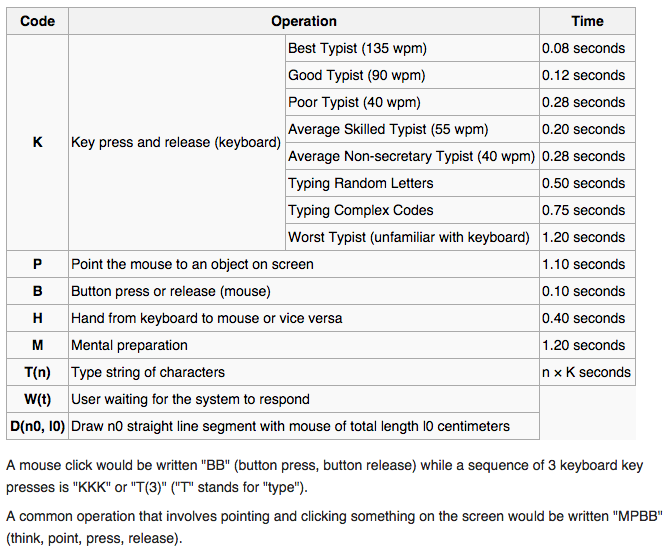 Code Operation Time
K Key press and release (keyboard)
Best Typist (135 wpm) 0.08 seconds
Good Typist (90 wpm) 0.12 seconds
Poor Typist (40 wpm) 0.28 seconds
Average Skilled Typist (55 wpm) 0.20 seconds
Average Non-secretary Typist (40 wpm) 0.28 seconds
Typing Random Letters 0.50 seconds
Typing Complex Codes 0.75 seconds
Worst Typist (unfamiliar with keyboard) 1.20 seconds
P Point the mouse to an object on screen 1.10 seconds
B Button press or release (mouse) 0.10 seconds
H Hand from keyboard to mouse or vice versa 0.40 seconds
M Mental preparation 1.20 seconds
T(n) Type string of characters n × K seconds
W(t) User waiting for the system to respond
D(n0, l0) Draw n0 straight line segment with mouse of total length l0 centimeters
A mouse click would be written "BB" (button press, button release) while a sequence of 3 keyboard key
presses is "KKK" or "T(3)" ("T" stands for "type").
A common operation that involves pointing and clicking something on the screen would be written "MPBB"
(think, point, press, release).